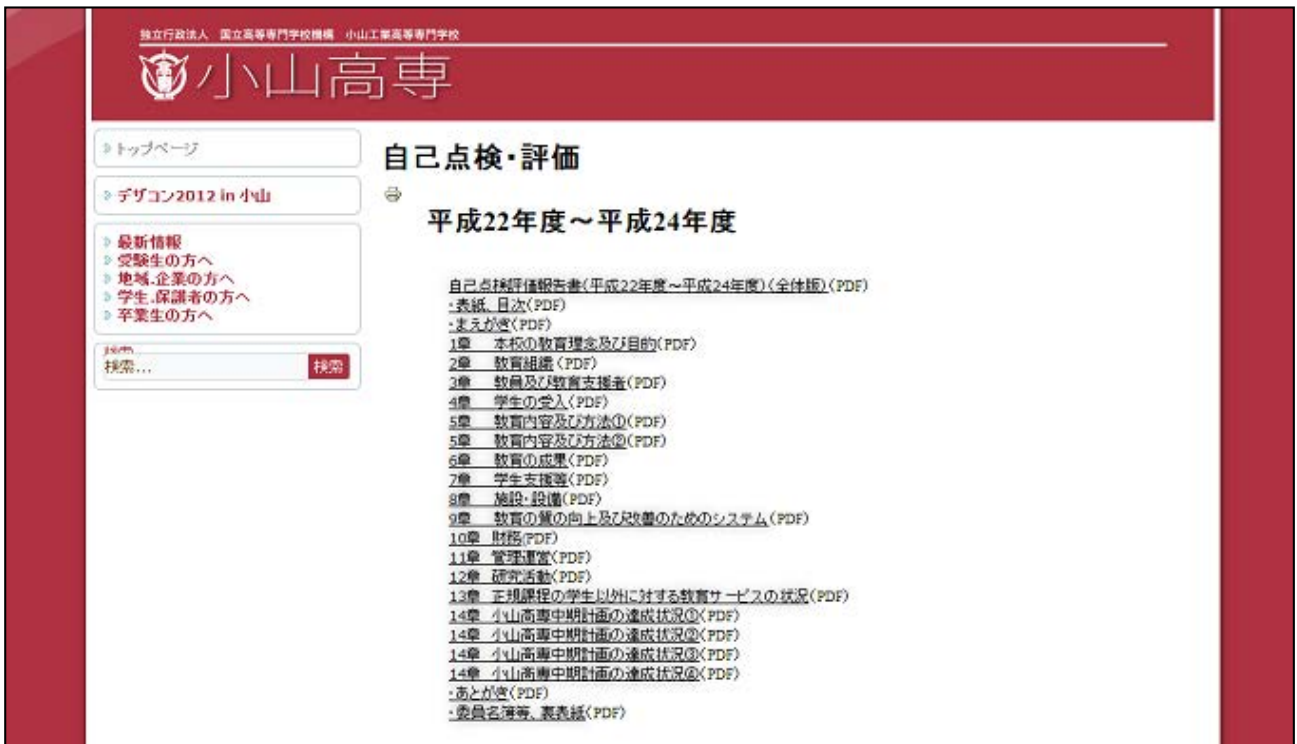 独立行政法人 国立高等専門学校機構 小山工業高等専門学校
小山高専
トップページ
デザコン2012 in 小山
最新情報
受験生の方へ
地域.企業の方へ
学生.保護者の方へ
卒業生の方へ
検索
検索...
検索
自己点検・評価
平成22年度～平成24年度
自己点検評価報告書(平成22年度～平成24年度)(全体版)(PDF)
・表紙、目次(PDF)
・まえがき(PDF)
1章 本校の教育理念及び目的(PDF)
2章 教育組織(PDF)
3章 教員及び教育支援者(PDF)
4章 学生の受入(PDF)
5章 教育内容及び方法①(PDF)
5章 教育内容及び方法②(PDF)
6章 教育の成果(PDF)
7章 学生支援等(PDF)
8章 施設・設備(PDF)
9章 教育の質の向上及び改善のためのシステム(PDF)
10章 財務(PDF)
11章 管理運営(PDF)
12章 研究活動(PDF)
13章 正規課程の学生以外に対する教育サービスの状況(PDF)
14章 小山高専中期計画の達成状況①(PDF)
14章 小山高専中期計画の達成状況②(PDF)
14章 小山高専中期計画の達成状況③(PDF)
14章 小山高専中期計画の達成状況④(PDF)
・あとがき(PDF)
・委員名簿等、裏表紙(PDF)